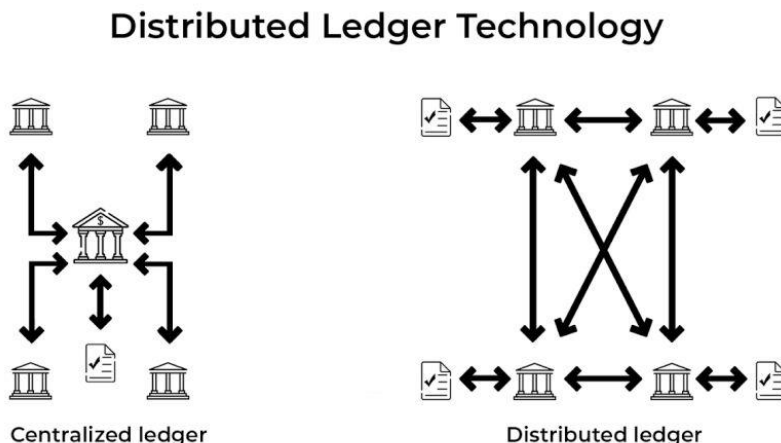 Distributed Ledger Technology
$
Centralized ledger
Distributed ledger